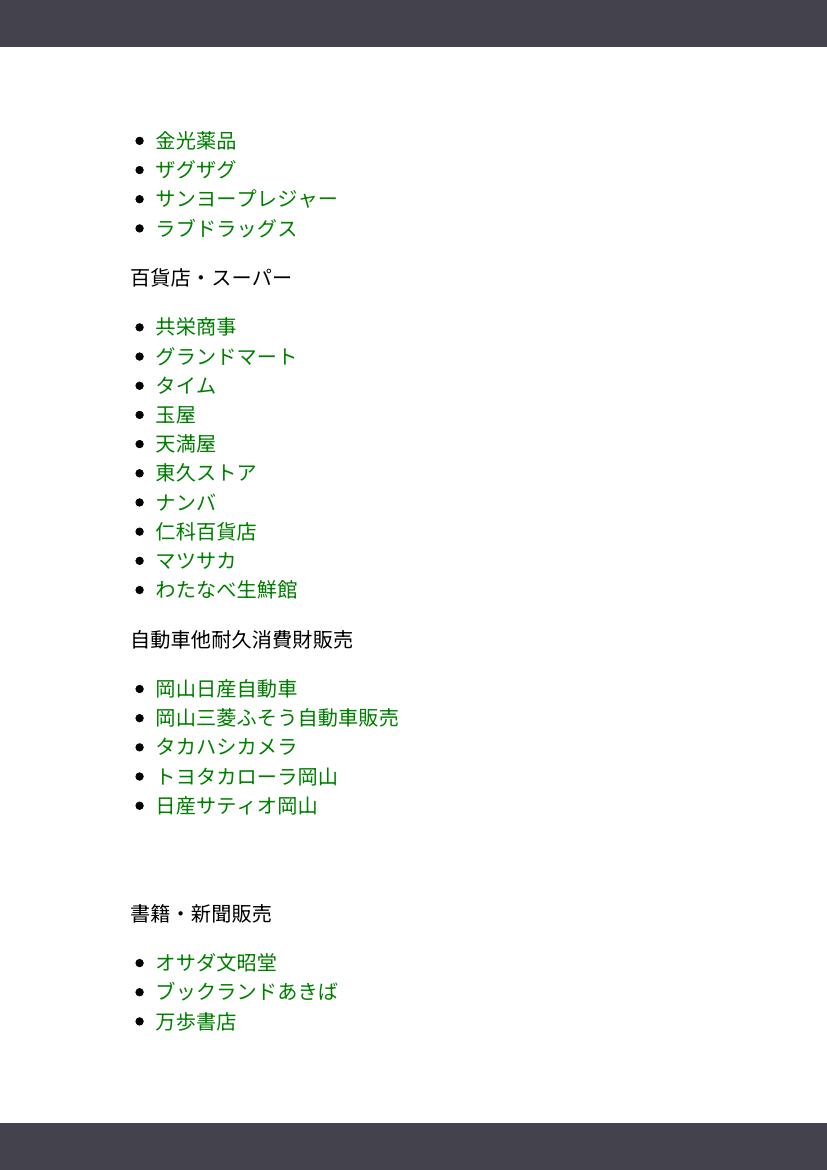 金光薬品
ザグザグ
サンヨープレジャー
ラブドラッグス
百貨店・スーパー
共栄商事
グランドマート
タイム
玉屋
天満屋
東久ストア
ナンバ
仁科百貨店
マツサカ
わたなべ生鮮館
自動車他耐久消費財販売
岡山日産自動車
岡山三菱ふそう自動車販売
タカハシカメラ
トヨタカローラ岡山
日産サティオ岡山
書籍・新聞販売
オサダ文昭堂
ブックランドあきば
万歩書店